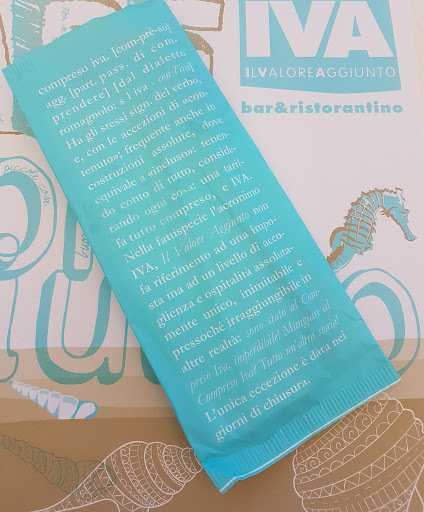 IVA
ILVALOREAGGIUNTO
bar&ristorantino
compreso iva. [com-pré-so]
agg. [part. pass. di com-
prendere] [dal dialetto
romagnolo, s'iva - con l'iva]
Ha gli stessi sign. del verbo,
e, con le accezioni di «con-
tenuto», frequente anche in
costruzioni assolute, dove
equivale a «incluso»: tenen-
do conto di tutto, conside-
rando ogni cosa: una tarif-
fa tutto compreso, e IVA.
Nella fattispecie l'acronimo
IVA, Il Valore Aggiunto non
fa riferimento ad una impo-
sta ma ad un livello di acco-
glienza e ospitalità assoluta-
mente unico, inimitabile e
pressoché irraggiungibile in
altre realtà: sono stato al Com-
preso Iva, imperdibile! Mangiare al
Compreso Iva? Tutta un'altra storia!
L'unica eccezione è data nei
giorni di chiusura.
piccole con